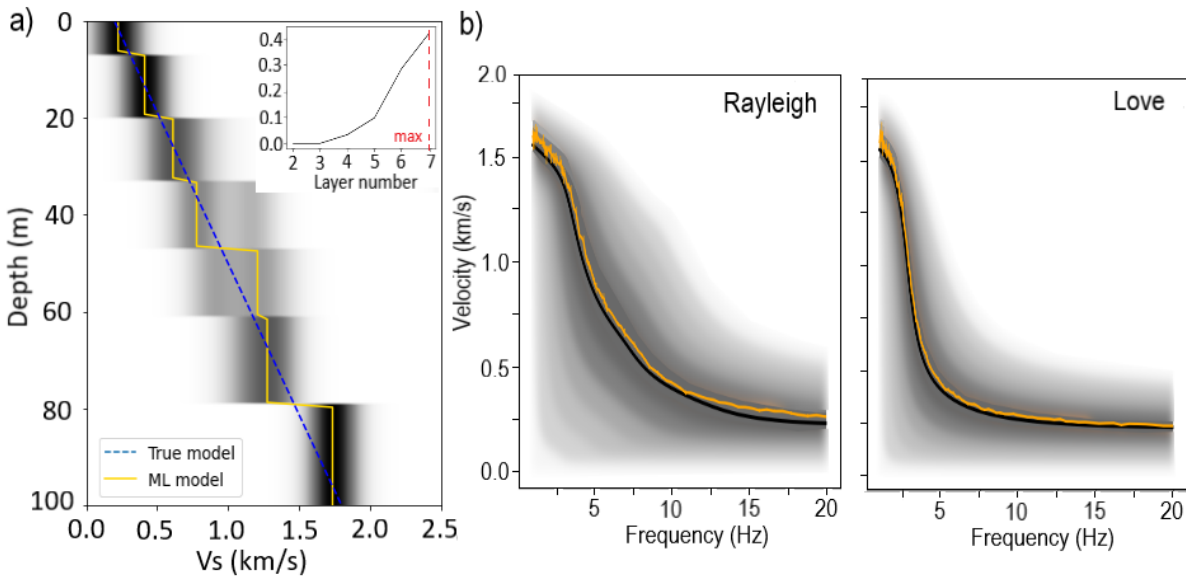 a)
Depth (m)
0
20
40
60
80
100
0.0 0.5 1.0 1.5 2.0 2.5
Vs (km/s)
True model
ML model
0.4
0.3
0.2
0.1
0.0
max
2 3 4 5 6 7
Layer number
b)
Velocity (km/s)
2.0
1.5
1.0
0.5
0.0
Rayleigh
5 10 15 20
Frequency (Hz)
Love
5 10 15 20
Frequency (Hz)